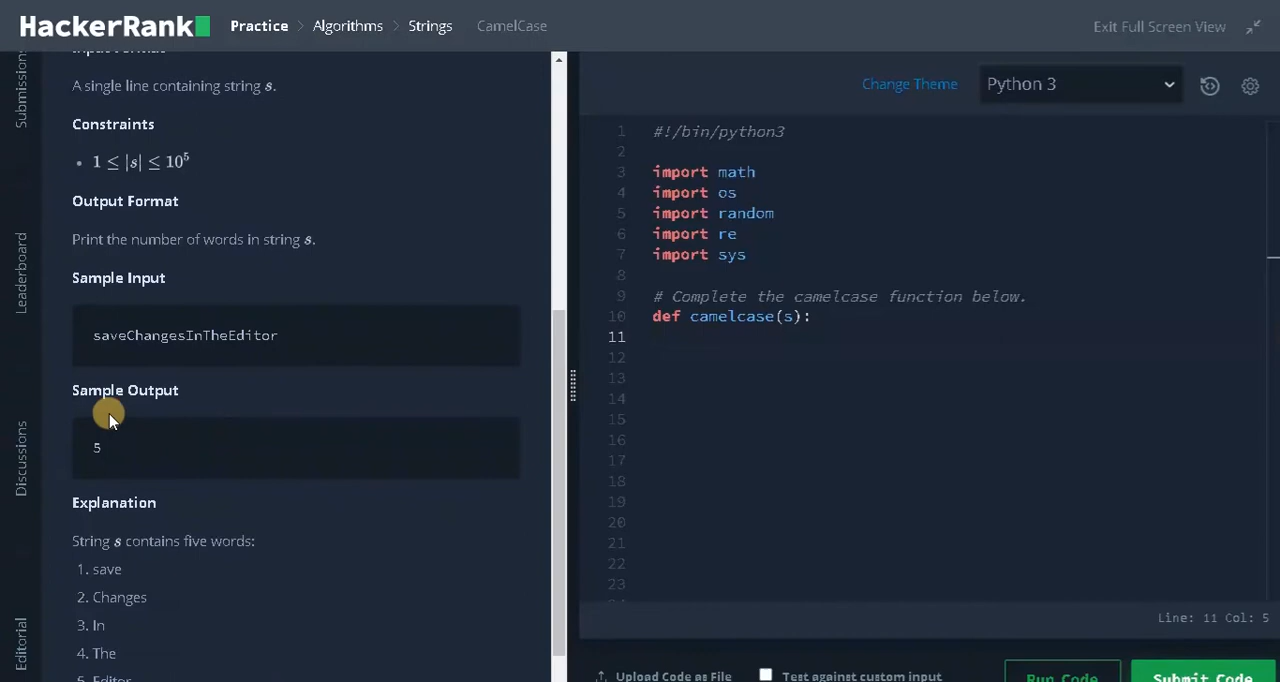 HackerRank Practice > Algorithms > Strings > CamelCase Exit Full Screen View
Submissions
Leaderboard
Discussions
Editorial
Input Format
A single line containing string s.
Constraints
• 1 ≤ |s| ≤ 10⁵
Output Format
Print the number of words in string s.
Sample Input
saveChangesInTheEditor
Sample Output
5
Explanation
String s contains five words:
1. save
2. Changes
3. In
4. The
5. Editor
Change Theme Python 3
1 #!/bin/python3
2
3 import math
4 import os
5 import random
6 import re
7 import sys
8
9 # Complete the camelcase function below.
10 def camelcase(s):
11
12
13
14
15
16
17
18
19
20
21
22
23
Line: 11 Col: 5
Upload Code as File Test against custom input Run Code Submit Code